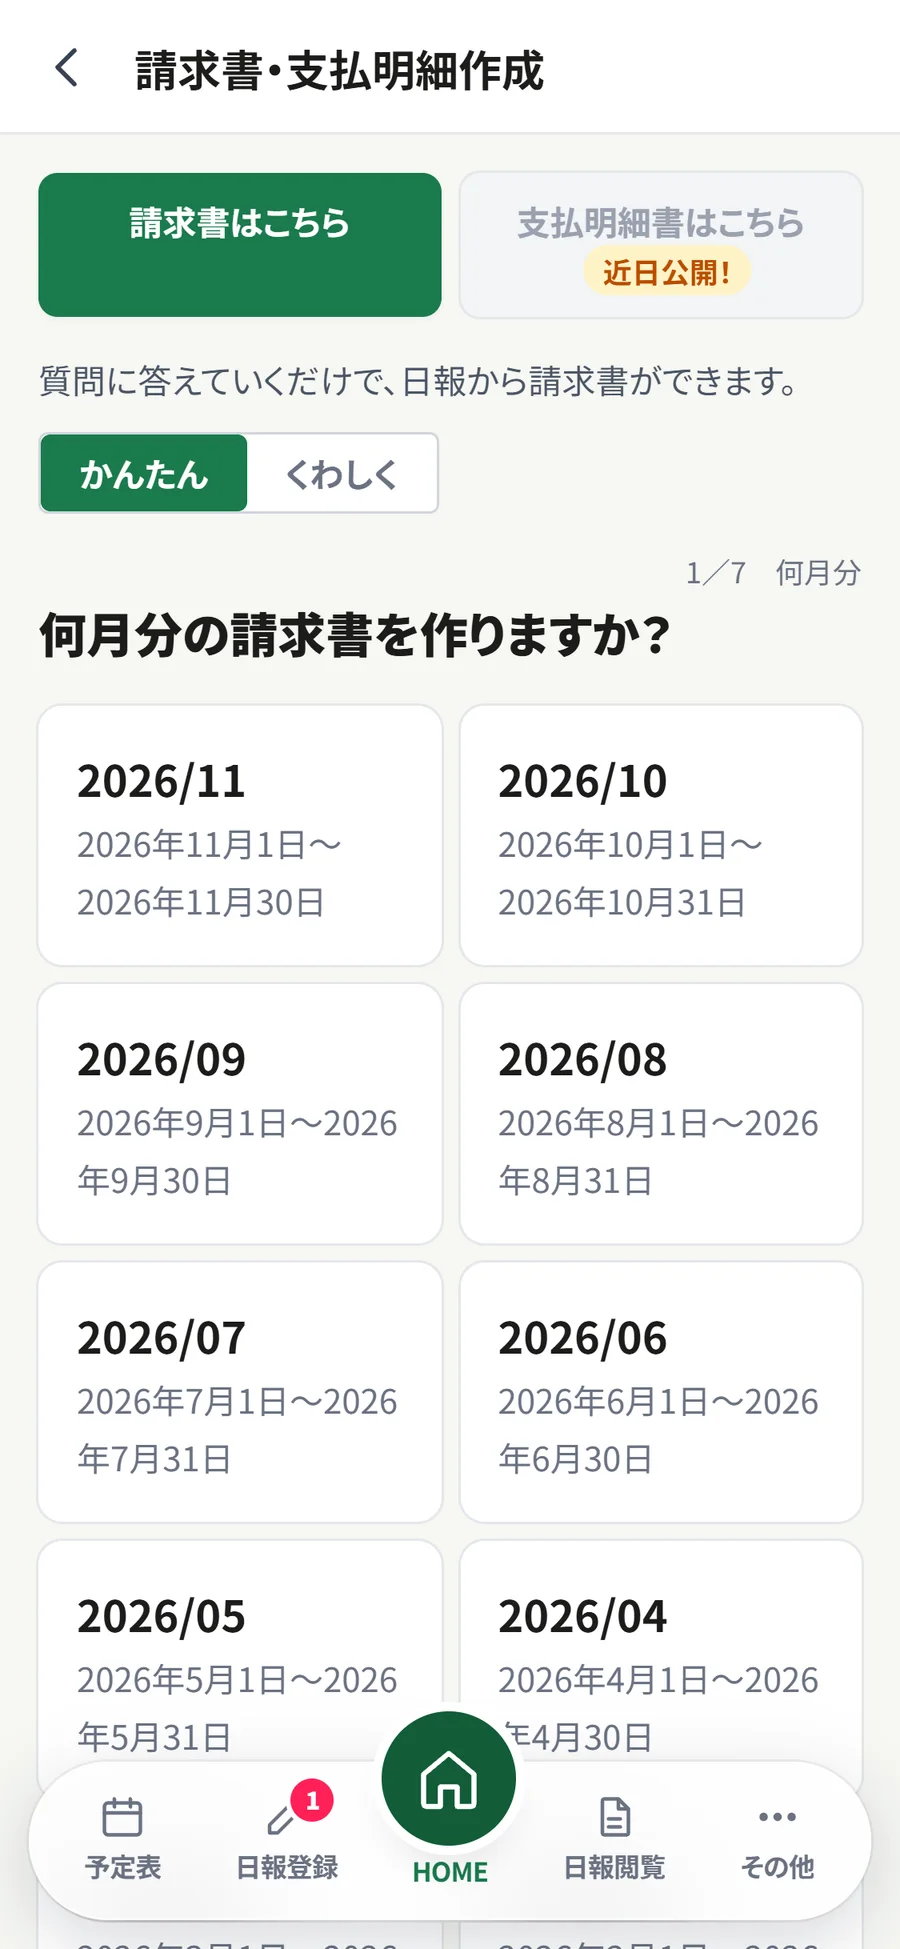 請求書・支払明細作成
請求書はこちら
支払明細書はこちら
近日公開！
質問に答えていくだけで、日報から請求書ができます。
かんたん
くわしく
1／7　何月分
何月分の請求書を作りますか？
2026/11
2026年11月1日～
2026年11月30日
2026/10
2026年10月1日～
2026年10月31日
2026/09
2026年9月1日～2026
年9月30日
2026/08
2026年8月1日～2026
年8月31日
2026/07
2026年7月1日～2026
年7月31日
2026/06
2026年6月1日～2026
年6月30日
2026/05
2026年5月1日～2026
年5月31日
2026/04
2026年4月1日～2026
年4月30日
予定表
1
日報登録
HOME
日報閲覧
その他